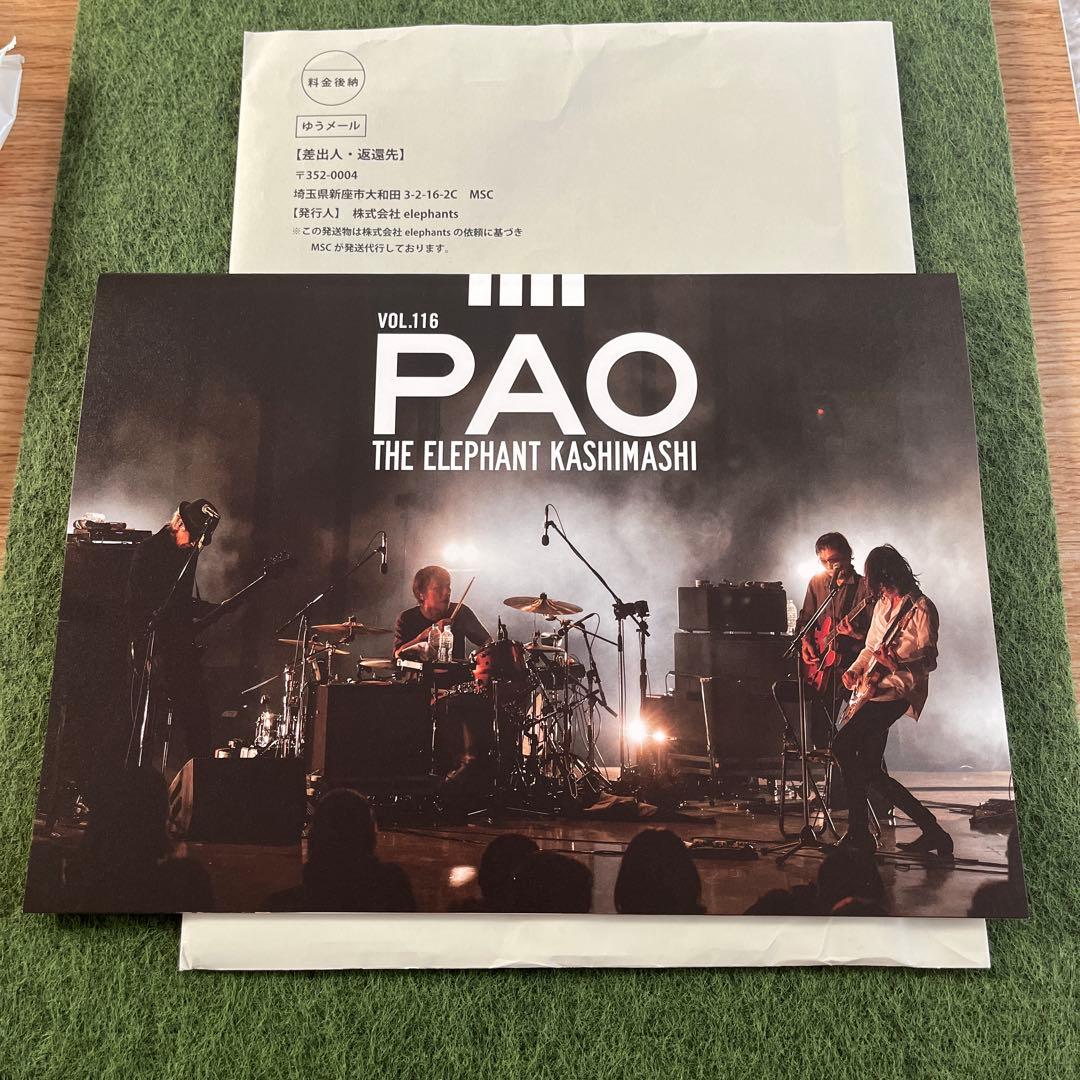 料金後納
ゆうメール
【差出人・返還先】
〒352-0004
埼玉県新座市大和田 3-2-16-2C MSC
【発行人】 株式会社 elephants
※この発送物は株式会社 elephants の依頼に基づき
MSC が発送代行しております。
VOL.116
PAO
THE ELEPHANT KASHIMASHI